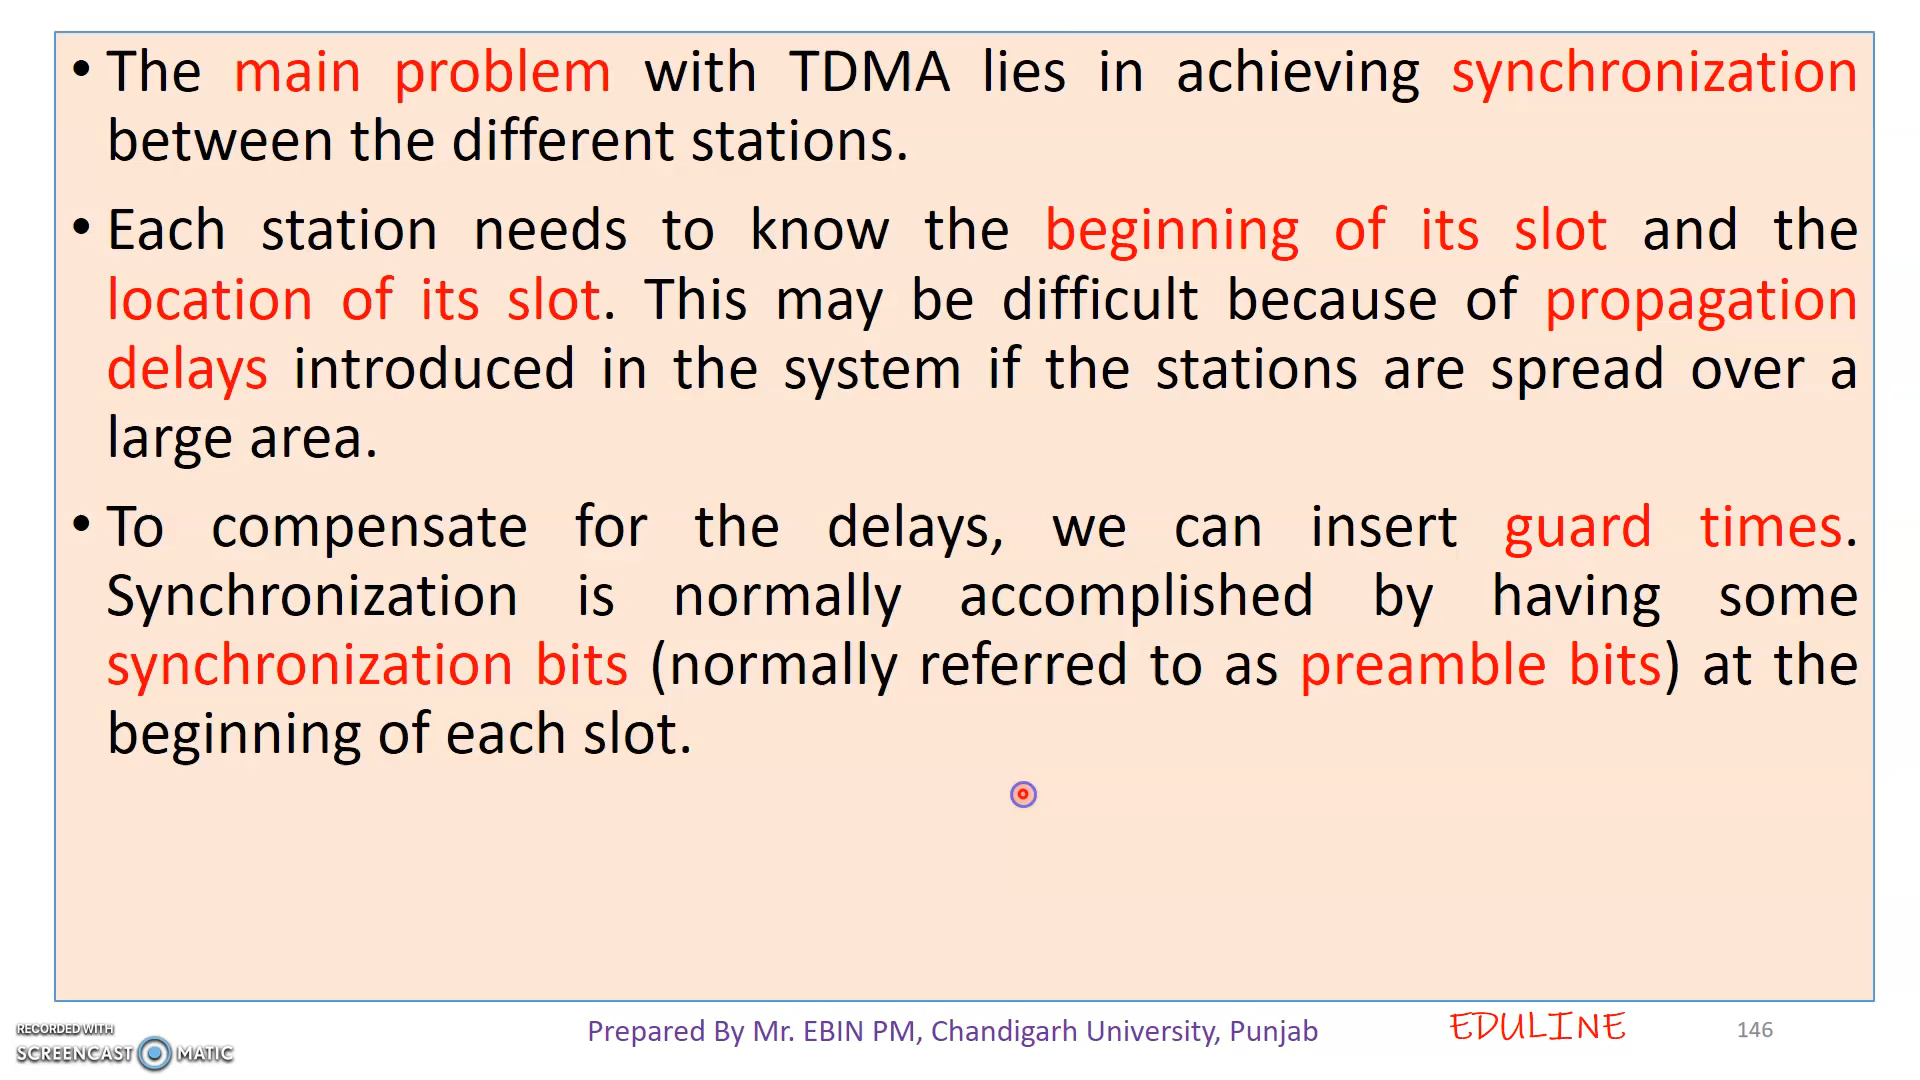 • The main problem with TDMA lies in achieving synchronization
between the different stations.
• Each station needs to know the beginning of its slot and the
location of its slot. This may be difficult because of propagation
delays introduced in the system if the stations are spread over a
large area.
• To compensate for the delays, we can insert guard times.
Synchronization is normally accomplished by having some
synchronization bits (normally referred to as preamble bits) at the
beginning of each slot.
RECORDED WITH
SCREENCAST MATIC
Prepared By Mr. EBIN PM, Chandigarh University, Punjab
EDULINE
146